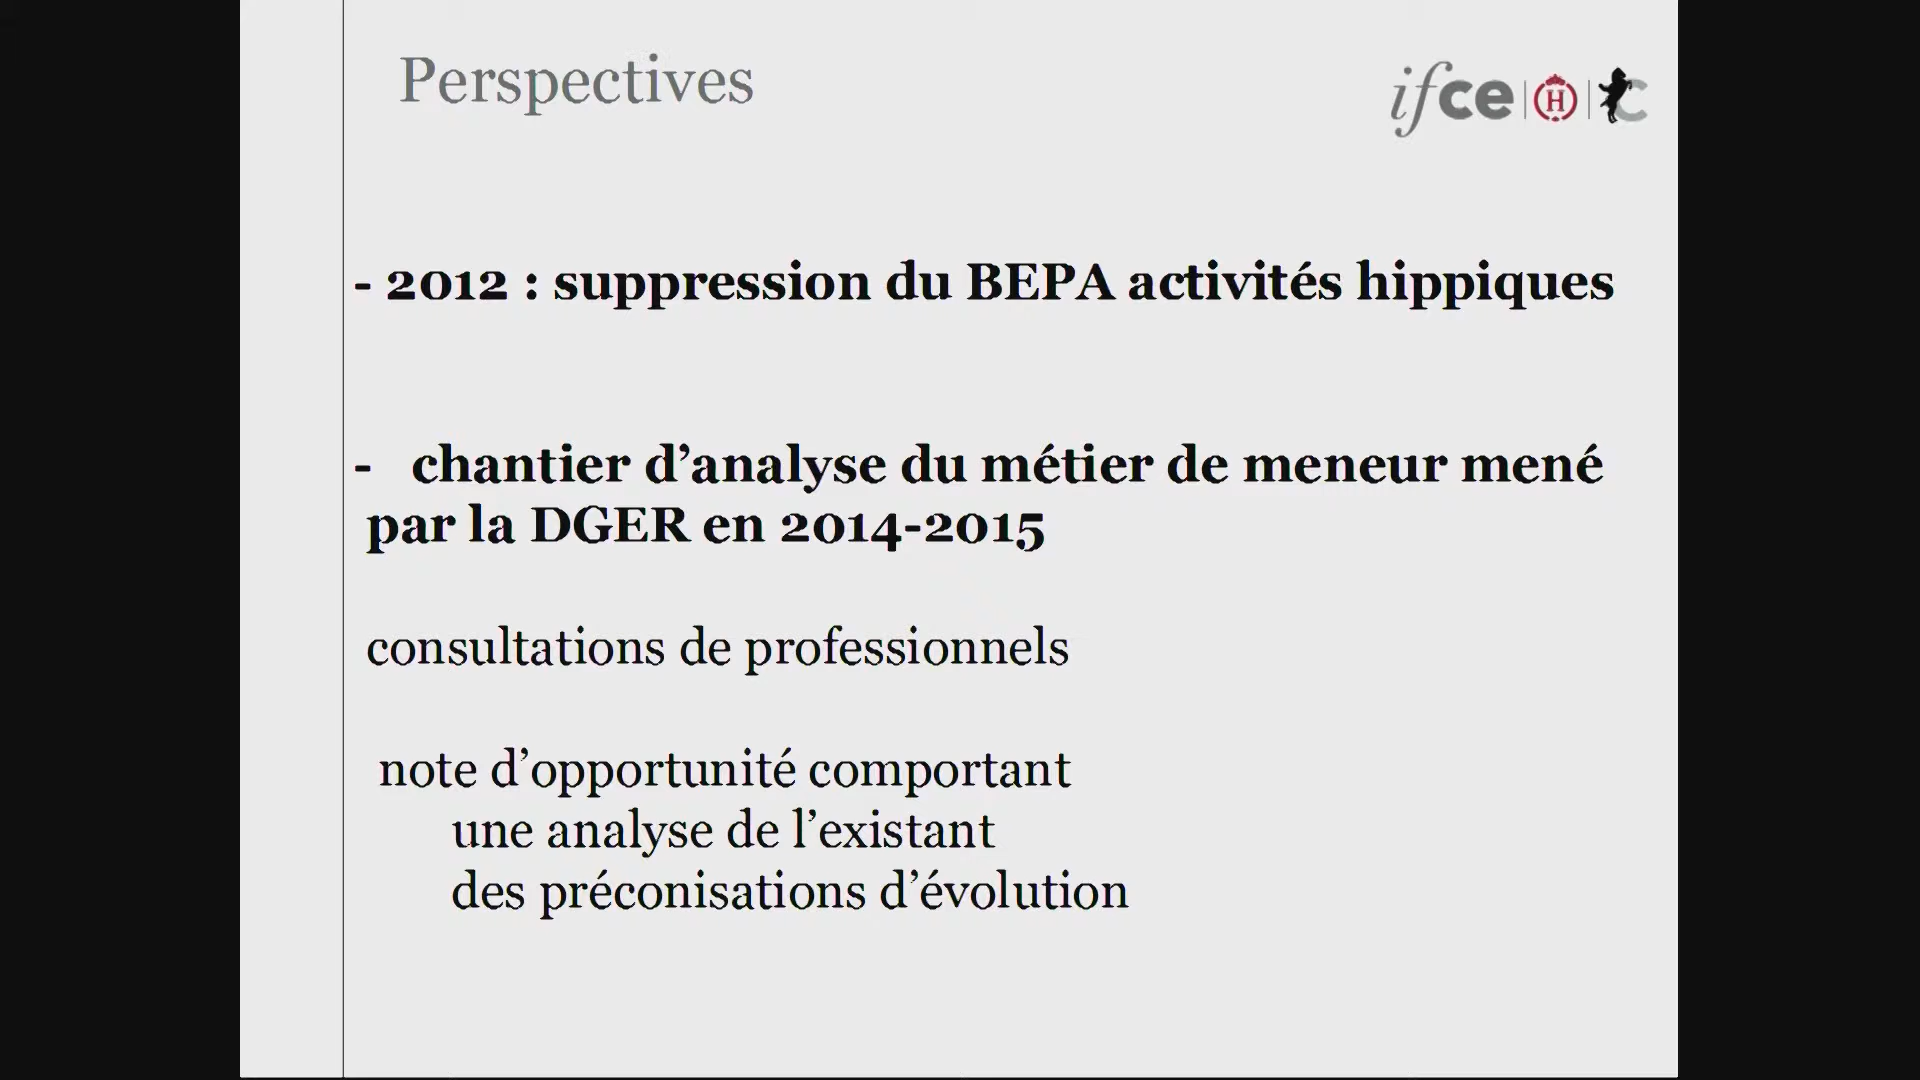 Perspectives
ifce | H | C
- 2012 : suppression du BEPA activités hippiques
- chantier d’analyse du métier de meneur mené
par la DGER en 2014-2015
consultations de professionnels
note d’opportunité comportant
une analyse de l’existant
des préconisations d’évolution